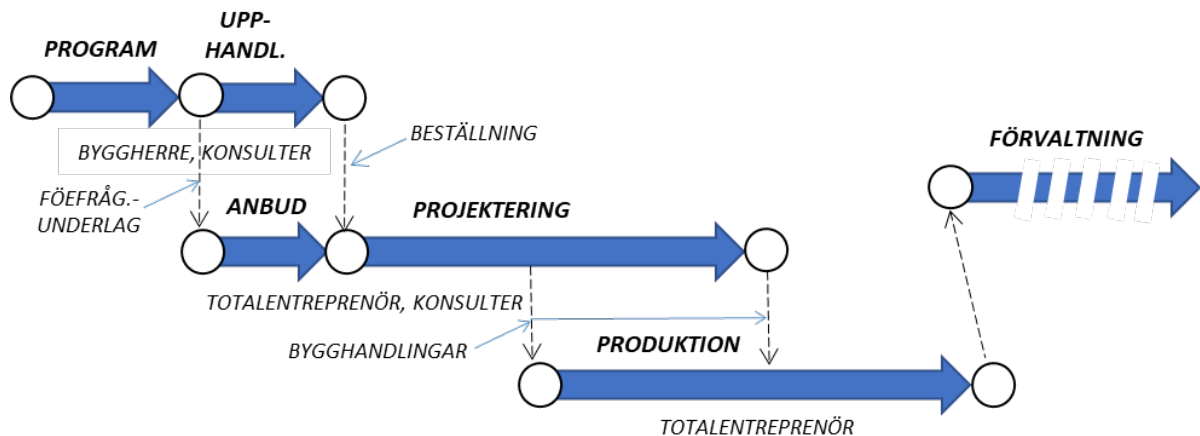 PROGRAM
UPP-
HANDL.
BESTÄLLNING
BYGGHERRE, KONSULTER
FÖEFRÅG.-
UNDERLAG
ANBUD
PROJEKTERING
FÖRVALTNING
TOTALENTREPRENÖR, KONSULTER
BYGGHANDLINGAR
PRODUKTION
TOTALENTREPRENÖR